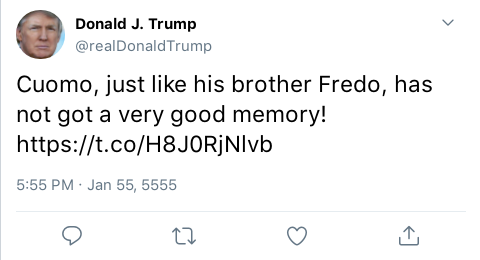 Donald J. Trump
@realDonaldTrump
Cuomo, just like his brother Fredo, has
not got a very good memory!
https://t.co/H8J0RjNlvb
5:55 PM · Jan 55, 5555